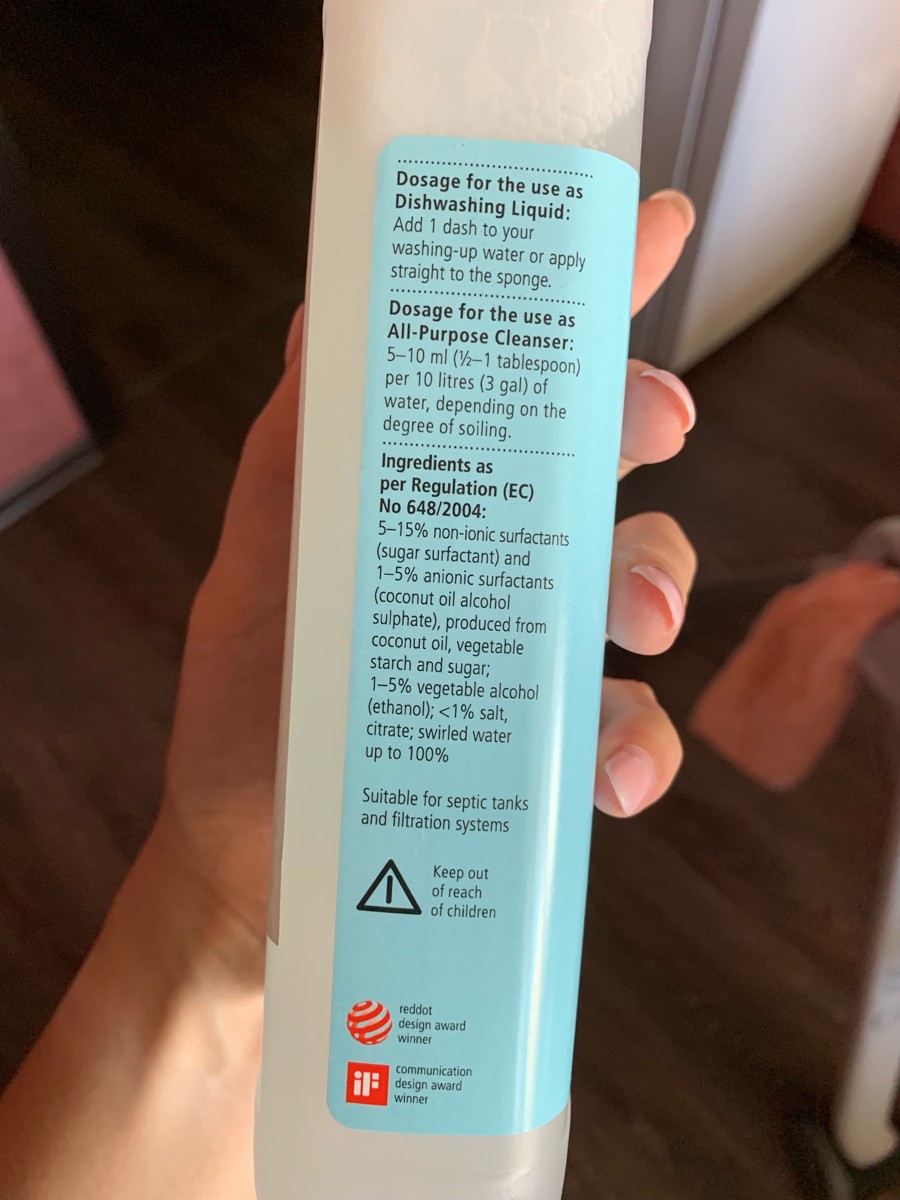 Dosage for the use as
Dishwashing Liquid:
Add 1 dash to your
washing-up water or apply
straight to the sponge.
Dosage for the use as
All-Purpose Cleanser:
5–10 ml (½–1 tablespoon)
per 10 litres (3 gal) of
water, depending on the
degree of soiling.
Ingredients as
per Regulation (EC)
No 648/2004:
5–15% non-ionic surfactants
(sugar surfactant) and
1–5% anionic surfactants
(coconut oil alcohol
sulphate), produced from
coconut oil, vegetable
starch and sugar;
1–5% vegetable alcohol
(ethanol); <1% salt,
citrate; swirled water
up to 100%
Suitable for septic tanks
and filtration systems
Keep out
of reach
of children
reddot
design award
winner
iF
communication
design award
winner